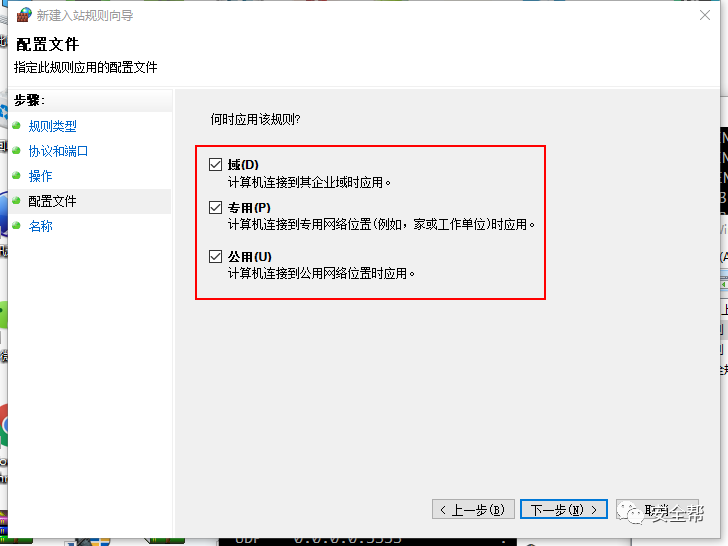 新建入站规则向导
配置文件
指定此规则应用的配置文件
步骤:
规则类型
协议和端口
操作
配置文件
名称
何时应用该规则?
域(D)
计算机连接到其企业域时应用。
专用(P)
计算机连接到专用网络位置(例如,家或工作单位)时应用。
公用(U)
计算机连接到公用网络位置时应用。
< 上一步(B)
下一步(N) >
取消
安全帮